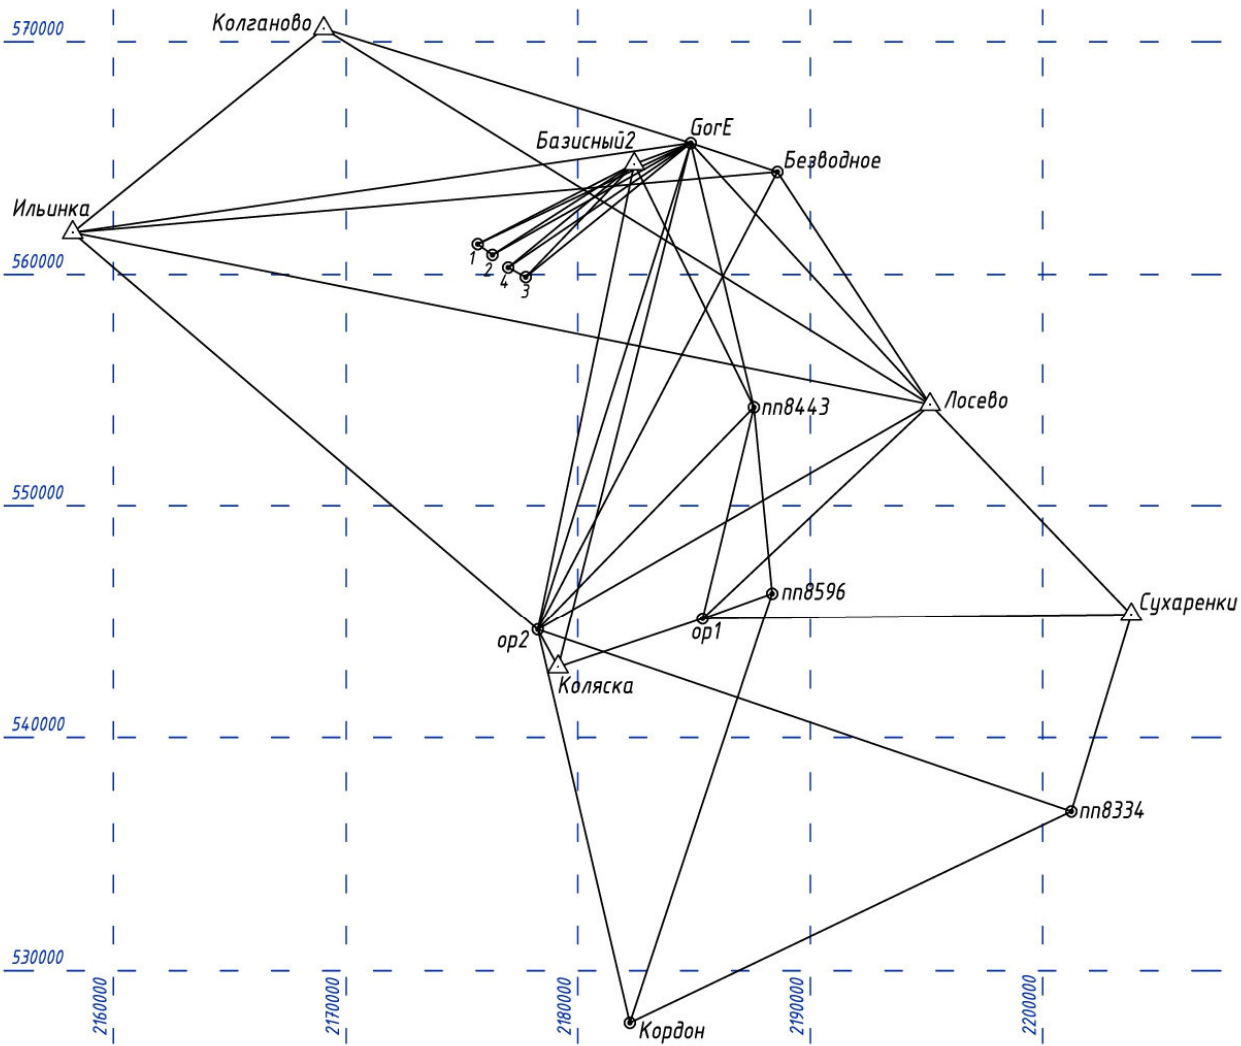 Колганово
570000
GorE
Базисный2
Безводное
Ильинка
1
2
4
3
560000
пп8443
Лосево
550000
пп8596
Сухаренки
ор2
ор1
Коляска
540000
пп8334
530000
2160000
2170000
2180000
2190000
2200000
Кордон